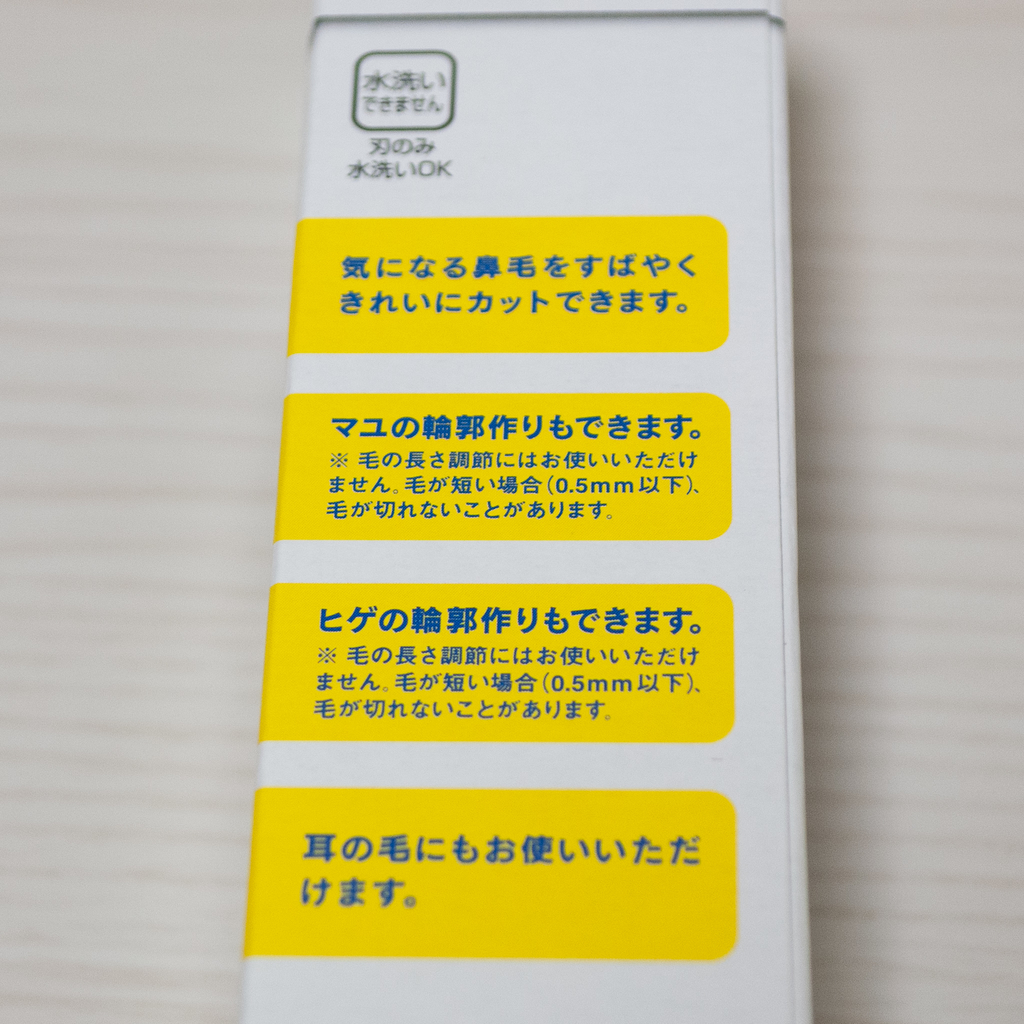 水洗い
できません
刃のみ
水洗いOK
気になる鼻毛をすばやく
きれいにカットできます。
マユの輪郭作りもできます。
※ 毛の長さ調節にはお使いいただけ
ません。毛が短い場合(0.5mm以下)、
毛が切れないことがあります。
ヒゲの輪郭作りもできます。
※ 毛の長さ調節にはお使いいただけ
ません。毛が短い場合(0.5mm以下)、
毛が切れないことがあります。
耳の毛にもお使いいただ
けます。